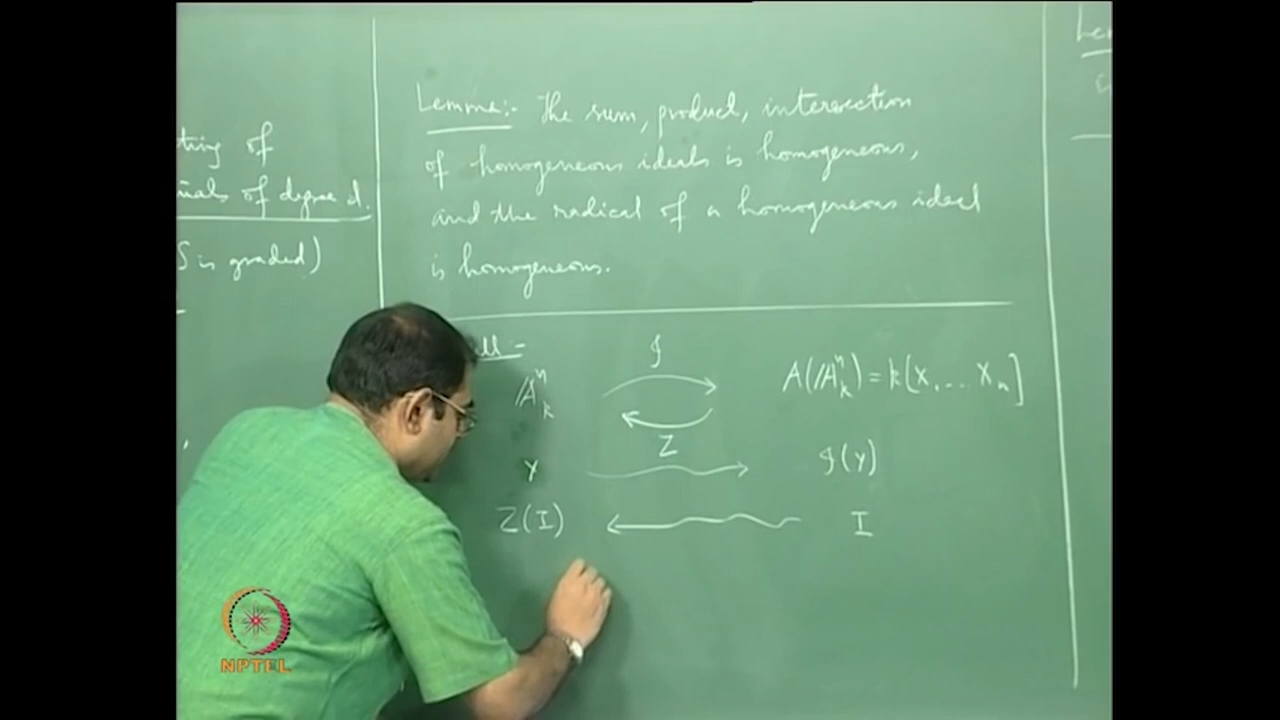 ting of
of degree d.
S is graded)
Lemma:- The sum, product, intersection
of homogeneous ideals is homogeneous,
and the radical of a homogeneous ideal
is homogeneous.
𝔸ⁿₖ ℐ A(𝔸ⁿₖ) = k[X₁ ... Xₙ]
Z
Y ℐ(Y)
Z(I) I
NPTEL